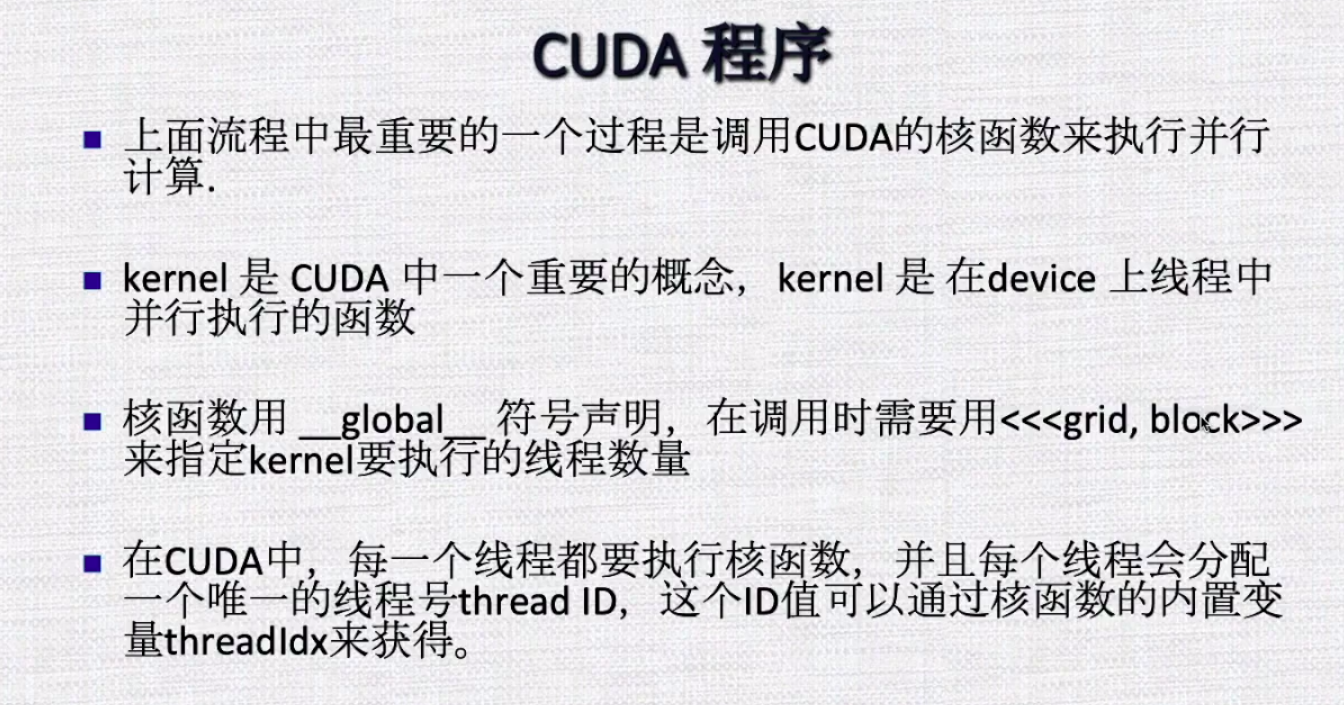 CUDA 程序
上面流程中最重要的一个过程是调用CUDA的核函数来执行并行
计算.
kernel 是 CUDA 中一个重要的概念，kernel 是 在device 上线程中
并行执行的函数
核函数用 __global__ 符号声明，在调用时需要用<<<grid, block>>>
来指定kernel要执行的线程数量
在CUDA中，每一个线程都要执行核函数，并且每个线程会分配
一个唯一的线程号thread ID，这个ID值可以通过核函数的内置变
量threadIdx来获得。